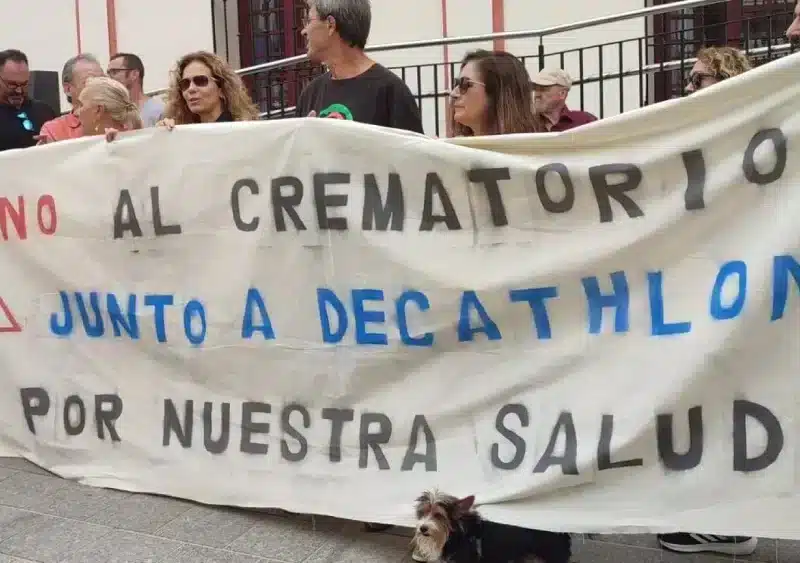 NO AL CREMATORIO
JUNTO A DECATHLON
POR NUESTRA SALUD